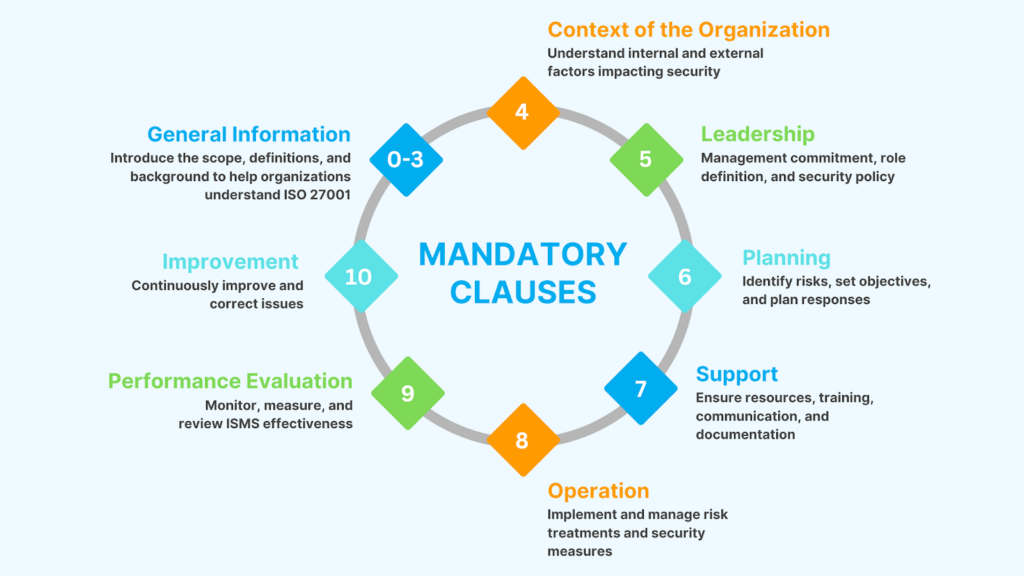 Context of the Organization
Understand internal and external
factors impacting security
4
General Information
Introduce the scope, definitions, and
background to help organizations
understand ISO 27001
0-3
5
Leadership
Management commitment, role
definition, and security policy
MANDATORY
CLAUSES
Improvement
Continuously improve and
correct issues
10
6
Planning
Identify risks, set objectives,
and plan responses
Performance Evaluation
Monitor, measure, and
review ISMS effectiveness
9
7
Support
Ensure resources, training,
communication, and
documentation
8
Operation
Implement and manage risk
treatments and security
measures